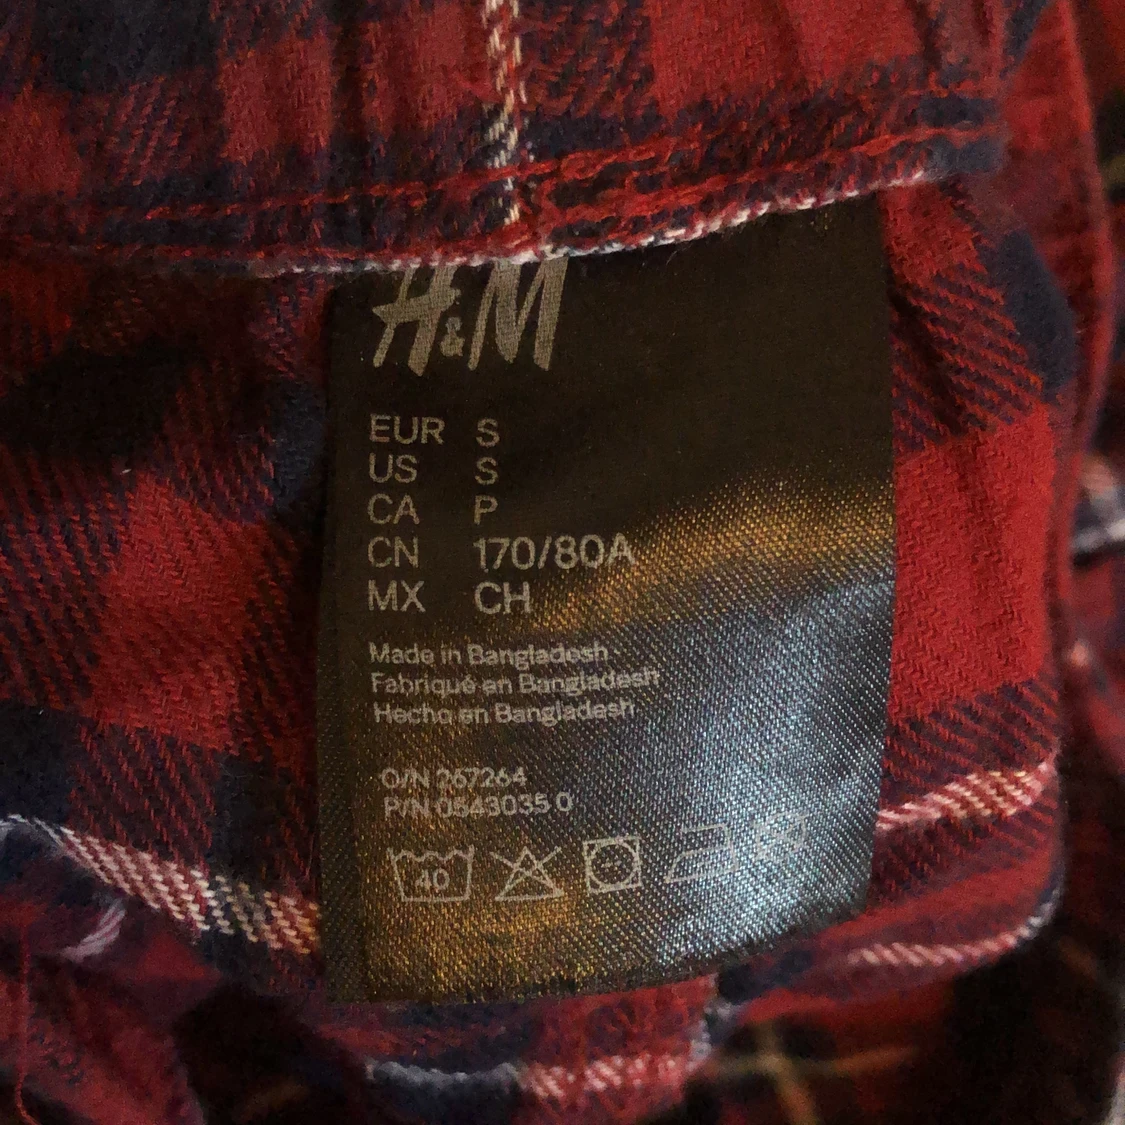 H&M
EUR S
US S
CA P
CN 170/80A
MX CH
Made in Bangladesh
Fabriqué en Bangladesh
Hecho en Bangladesh
O/N 267264
P/N 0543035 0
40